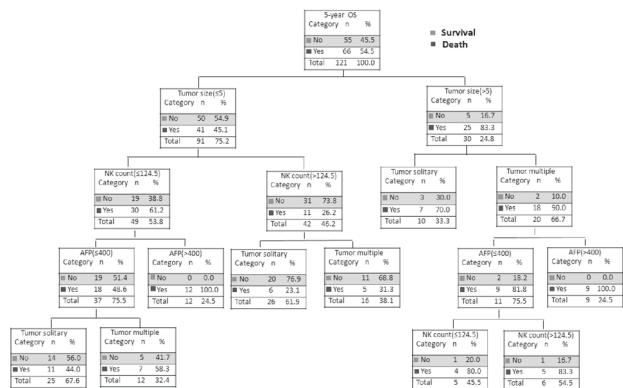 5-year OS
Category n %
No 55 45.5
Yes 66 54.5
Total 121 100.0
Survival
Death
Tumor size(≤5)
Category n %
No 50 54.9
Yes 41 45.1
Total 91 75.2
Tumor size(>5)
Category n %
No 5 16.7
Yes 25 83.3
Total 30 24.8
NK count(≤124.5)
Category n %
No 19 38.8
Yes 30 61.2
Total 49 53.8
NK count(>124.5)
Category n %
No 31 73.8
Yes 11 26.2
Total 42 46.2
Tumor solitary
Category n %
No 3 30.0
Yes 7 70.0
Total 10 33.3
Tumor multiple
Category n %
No 2 10.0
Yes 18 90.0
Total 20 66.7
AFP(≤400)
Category n %
No 19 51.4
Yes 18 48.6
Total 37 75.5
AFP(>400)
Category n %
No 0 0.0
Yes 12 100.0
Total 12 24.5
Tumor solitary
Category n %
No 20 76.9
Yes 6 23.1
Total 26 61.9
Tumor multiple
Category n %
No 11 68.8
Yes 5 31.3
Total 16 38.1
AFP(≤400)
Category n %
No 2 18.2
Yes 9 81.8
Total 11 75.5
AFP(>400)
Category n %
No 0 0.0
Yes 9 100.0
Total 9 24.5
Tumor solitary
Category n %
No 14 56.0
Yes 11 44.0
Total 25 67.6
Tumor multiple
Category n %
No 5 41.7
Yes 7 58.3
Total 12 32.4
NK count(≤124.5)
Category n %
No 1 20.0
Yes 4 80.0
Total 5 45.5
NK count(>124.5)
Category n %
No 1 16.7
Yes 5 83.3
Total 6 54.5